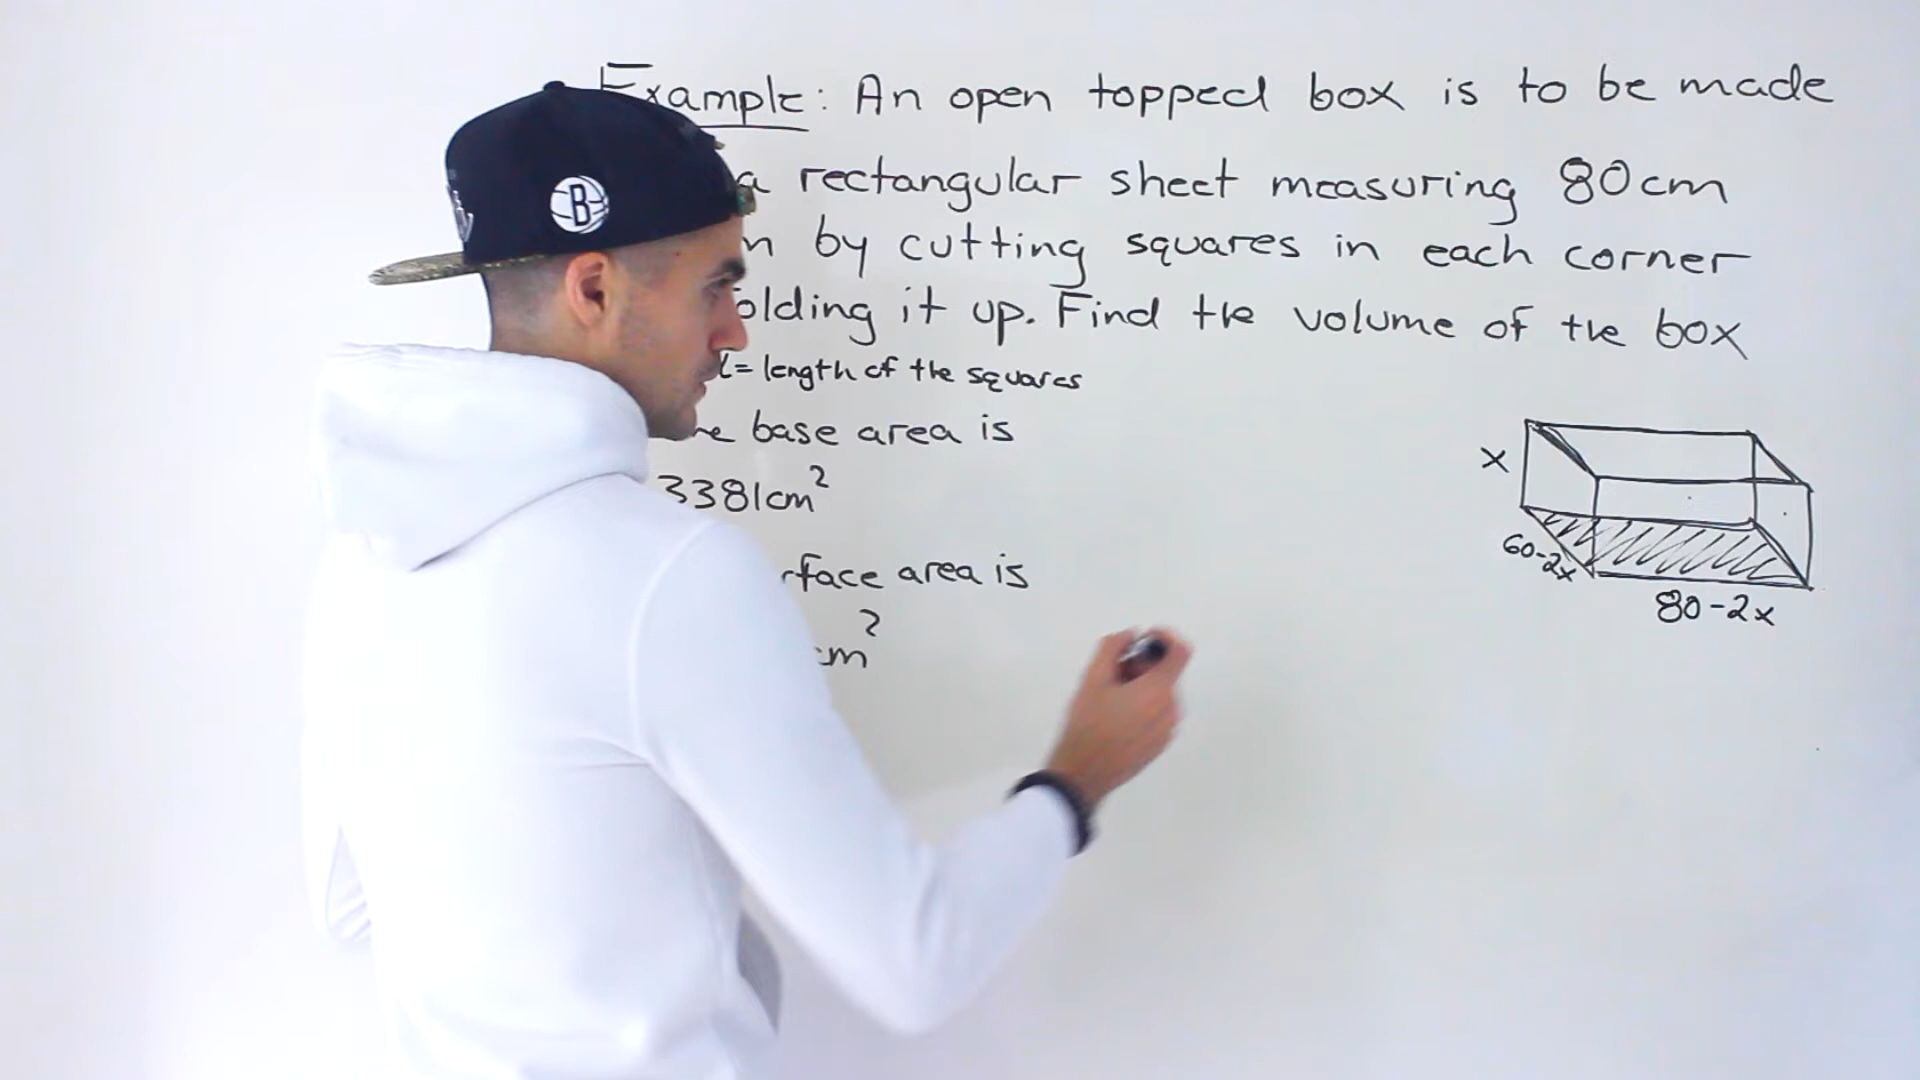 Example: An open topped box is to be made
a rectangular sheet measuring 80cm
by cutting squares in each corner
olding it up. Find the volume of the box
= length of the squares
base area is
3381cm²
rface area is
cm²
x
60-2x
80-2x
B